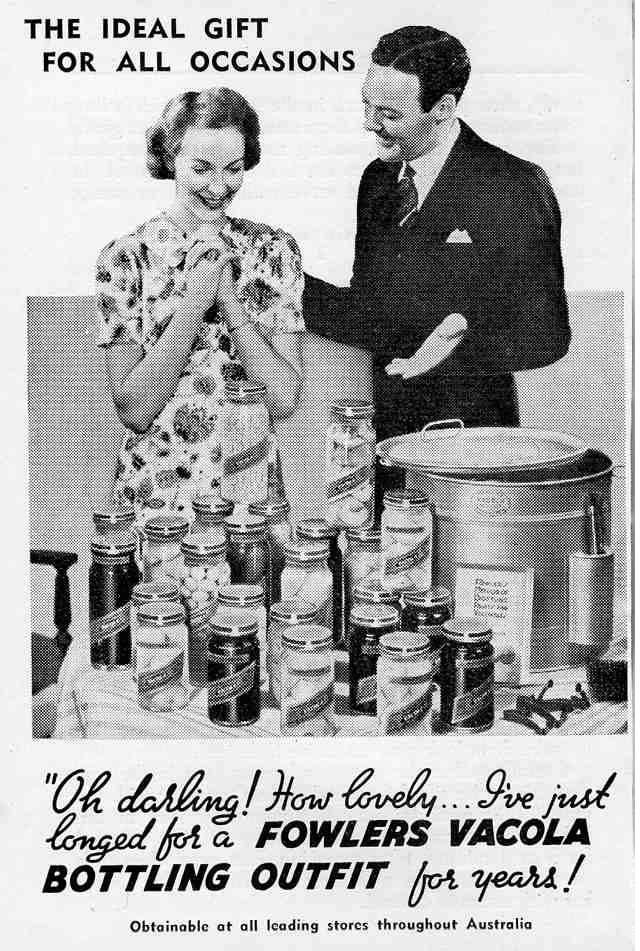 THE IDEAL GIFT
FOR ALL OCCASIONS
"Oh darling! How lovely... I've just
longed for a FOWLERS VACOLA
BOTTLING OUTFIT for years!
Obtainable at all leading stores throughout Australia